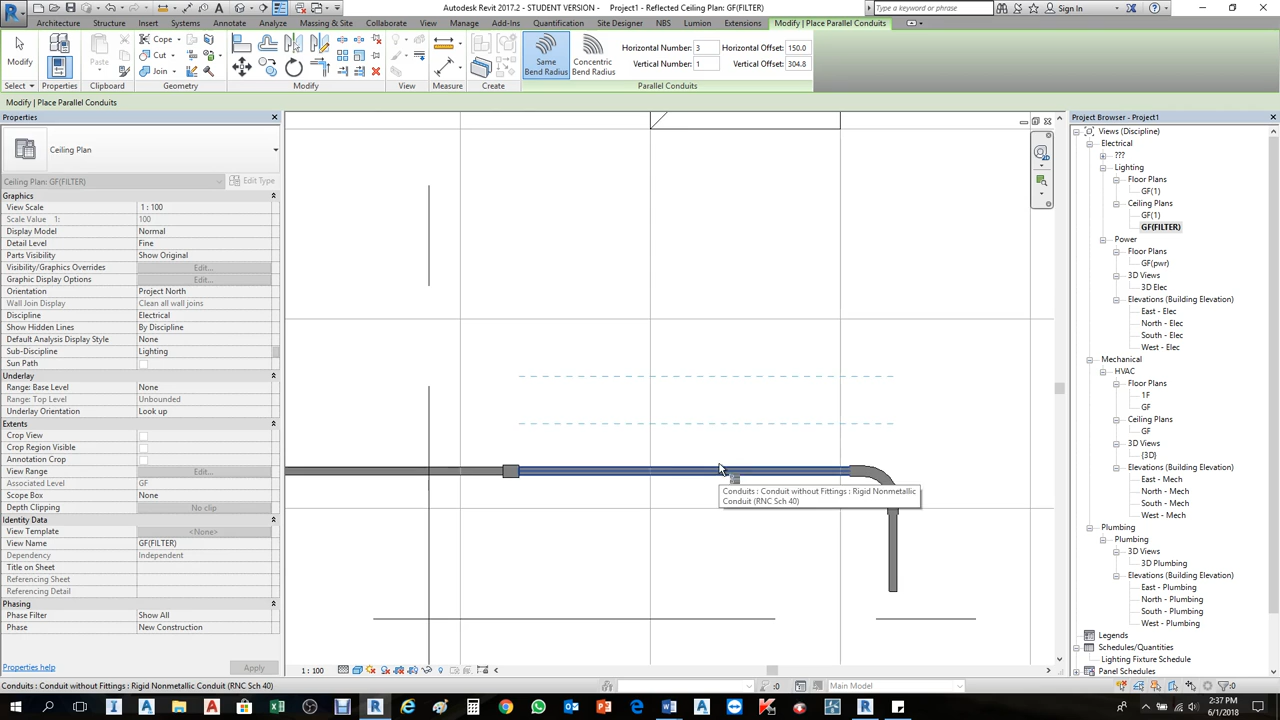 Autodesk Revit 2017.2 - STUDENT VERSION - Project1 - Reflected Ceiling Plan: GF(FILTER)
Type a keyword or phrase
Sign In
Architecture Structure Systems Insert Annotate Analyze Massing & Site Collaborate View Manage Add-Ins Quantification Site Designer NBS Lumion Extensions Modify | Place Parallel Conduits
Modify
Paste
Cope
Cut
Join
Same Bend Radius
Concentric Bend Radius
Horizontal Number: 3
Horizontal Offset: 150.0
Vertical Number: 1
Vertical Offset: 304.8
Select Properties Clipboard Geometry Modify View Measure Create Parallel Conduits
Modify | Place Parallel Conduits
Properties
Ceiling Plan
Ceiling Plan: GF(FILTER)
Edit Type
Graphics
View Scale 1 : 100
Scale Value 1: 100
Display Model Normal
Detail Level Fine
Parts Visibility Show Original
Visibility/Graphics Overrides Edit...
Graphic Display Options Edit...
Orientation Project North
Wall Join Display Clean all wall joins
Discipline Electrical
Show Hidden Lines By Discipline
Default Analysis Display Style None
Sub-Discipline Lighting
Sun Path
Underlay
Range: Base Level None
Range: Top Level Unbounded
Underlay Orientation Look up
Extents
Crop View
Crop Region Visible
Annotation Crop
View Range Edit...
Associated Level GF
Scope Box None
Depth Clipping No clip
Identity Data
View Template <None>
View Name GF(FILTER)
Dependency Independent
Title on Sheet
Referencing Sheet
Referencing Detail
Phasing
Phase Filter Show All
Phase New Construction
Properties help
Apply
Conduits : Conduit without Fittings : Rigid Nonmetallic
Conduit (RNC Sch 40)
1 : 100
Project Browser - Project1
Views (Discipline)
Electrical
???
Lighting
Floor Plans
GF(1)
Ceiling Plans
GF(1)
GF(FILTER)
Power
Floor Plans
GF(pwr)
3D Views
3D Elec
Elevations (Building Elevation)
East - Elec
North - Elec
South - Elec
West - Elec
Mechanical
HVAC
Floor Plans
1F
GF
Ceiling Plans
GF
3D Views
{3D}
Elevations (Building Elevation)
East - Mech
North - Mech
South - Mech
West - Mech
Plumbing
Plumbing
3D Views
3D Plumbing
Elevations (Building Elevation)
East - Plumbing
North - Plumbing
South - Plumbing
West - Plumbing
Legends
Schedules/Quantities
Lighting Fixture Schedule
Panel Schedules
Conduits : Conduit without Fittings : Rigid Nonmetallic Conduit (RNC Sch 40)
:0
Main Model
:0
2:37 PM
6/1/2018